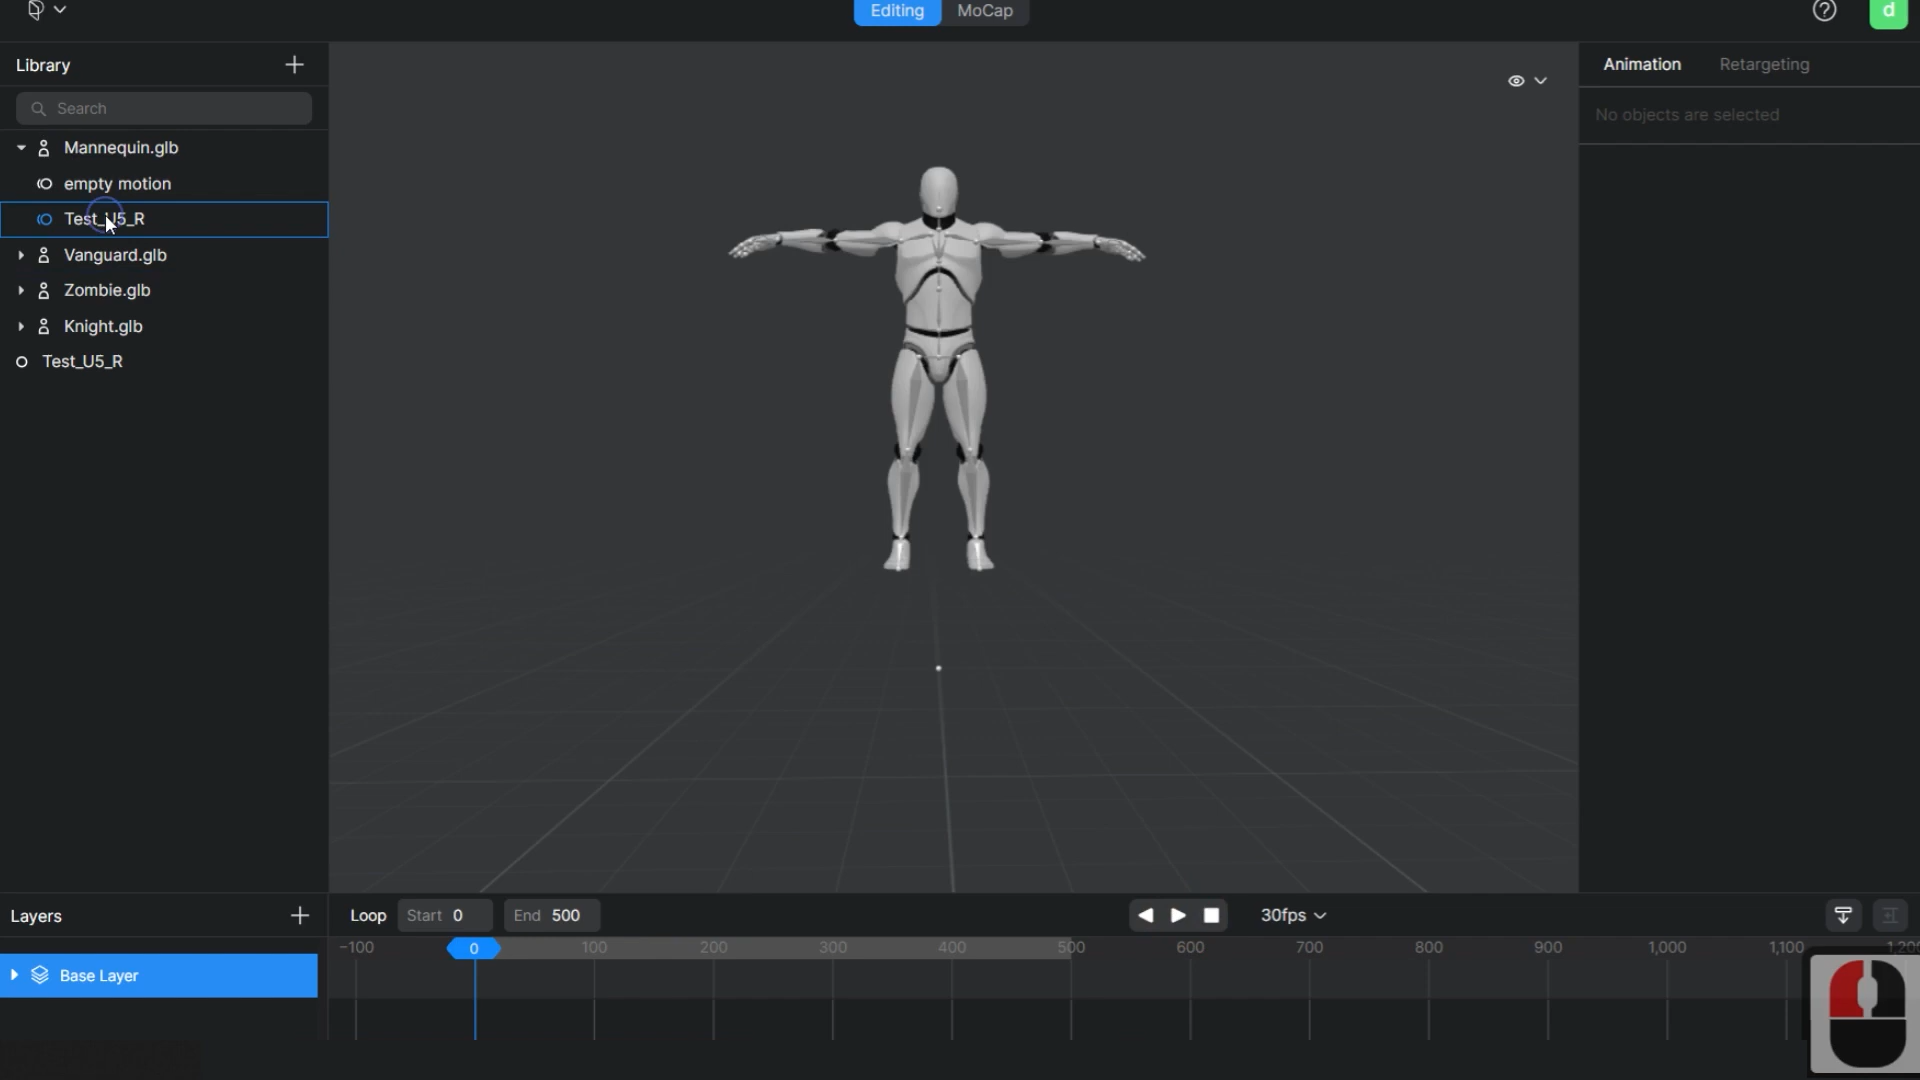 Editing MoCap
d
Library
Animation Retargeting
Search
No objects are selected
Mannequin.glb
empty motion
Test_U5_R
Vanguard.glb
Zombie.glb
Knight.glb
Test_U5_R
Layers
Loop Start 0 End 500 30fps
-100 0 100 200 300 400 500 600 700 800 900 1,000 1,100 1,200
Base Layer